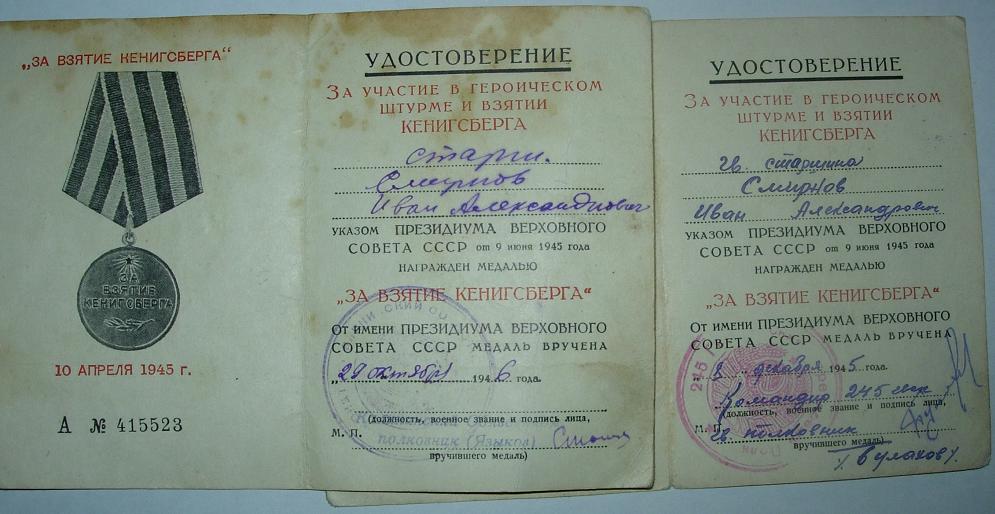 „ЗА ВЗЯТИЕ КЕНИГСБЕРГА“
ЗА
ВЗЯТИЕ
КЕНИГСБЕРГА
10 АПРЕЛЯ 1945 г.
А № 415523
УДОСТОВЕРЕНИЕ
ЗА УЧАСТИЕ В ГЕРОИЧЕСКОМ
ШТУРМЕ И ВЗЯТИИ
КЕНИГСБЕРГА
старш.
Смирнов
Иван Александрович
УКАЗОМ ПРЕЗИДИУМА ВЕРХОВНОГО
СОВЕТА СССР от 9 июня 1945 года
НАГРАЖДЕН МЕДАЛЬЮ
„ЗА ВЗЯТИЕ КЕНИГСБЕРГА“
От имени ПРЕЗИДИУМА ВЕРХОВНОГО
СОВЕТА СССР МЕДАЛЬ ВРУЧЕНА
„29 октября 1946 года.
(должность, военное звание и подпись лица,
М. П. полковник (Языков)
вручившего медаль)
УДОСТОВЕРЕНИЕ
ЗА УЧАСТИЕ В ГЕРОИЧЕСКОМ
ШТУРМЕ И ВЗЯТИИ
КЕНИГСБЕРГА
гв. старшина
Смирнов
Иван Александрович
УКАЗОМ ПРЕЗИДИУМА ВЕРХОВНОГО
СОВЕТА СССР от 9 июня 1945 года
НАГРАЖДЕН МЕДАЛЬЮ
„ЗА ВЗЯТИЕ КЕНИГСБЕРГА“
От имени ПРЕЗИДИУМА ВЕРХОВНОГО
СОВЕТА СССР МЕДАЛЬ ВРУЧЕНА
декабря 1945 года.
Командир 245
(должность, военное звание и подпись лица,
М. П. гв. полковник
вручившего медаль)